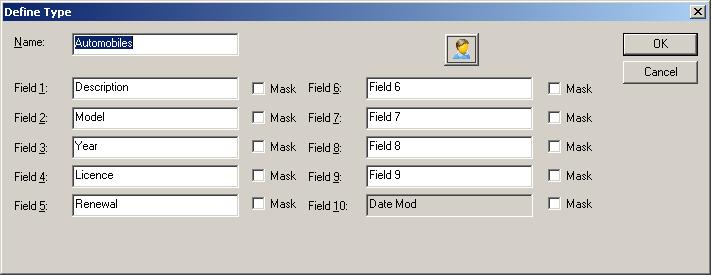 Define Type
Name: Automobiles OK
Cancel
Field 1: Description Mask Field 6: Field 6 Mask
Field 2: Model Mask Field 7: Field 7 Mask
Field 3: Year Mask Field 8: Field 8 Mask
Field 4: Licence Mask Field 9: Field 9 Mask
Field 5: Renewal Mask Field 10: Date Mod Mask